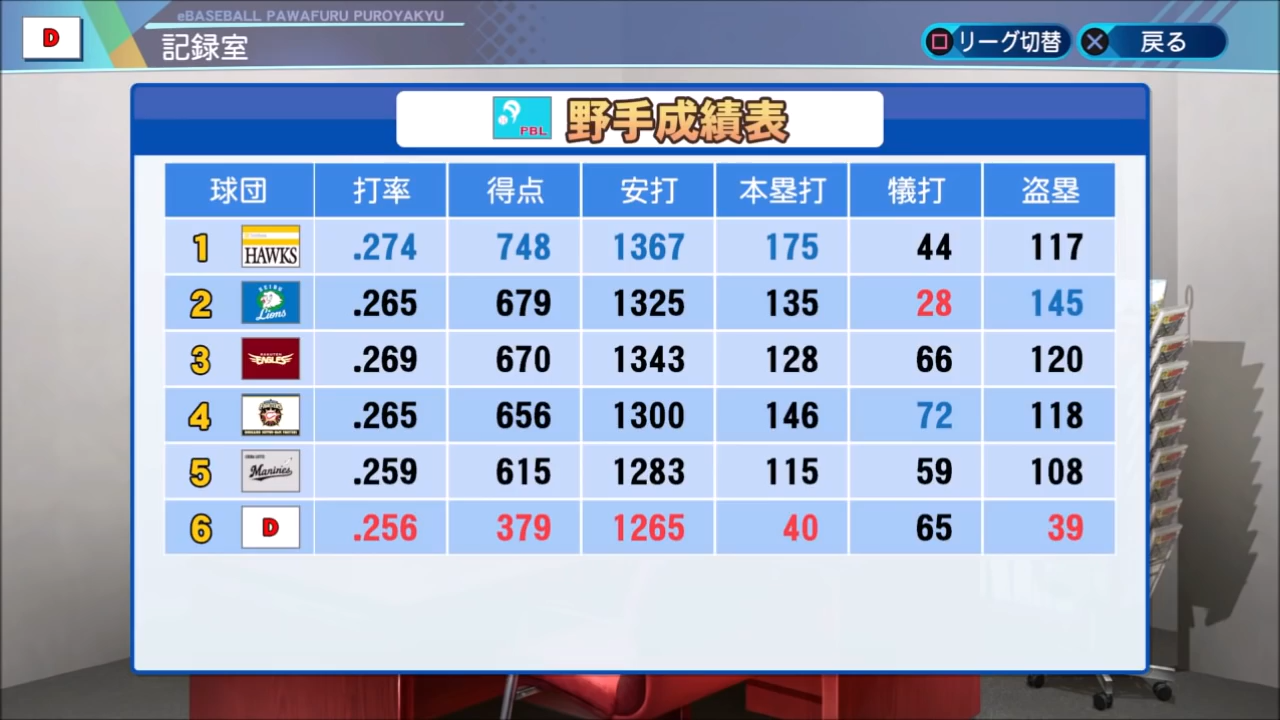 D
eBASEBALL PAWAFURU PUROYAKYU
記録室
リーグ切替
戻る
PBL 野手成績表
球団 打率 得点 安打 本塁打 犠打 盗塁
1 HAWKS .274 748 1367 175 44 117
2 SEIBU Lions .265 679 1325 135 28 145
3 EAGLES .269 670 1343 128 66 120
4 .265 656 1300 146 72 118
5 Marines .259 615 1283 115 59 108
6 D .256 379 1265 40 65 39